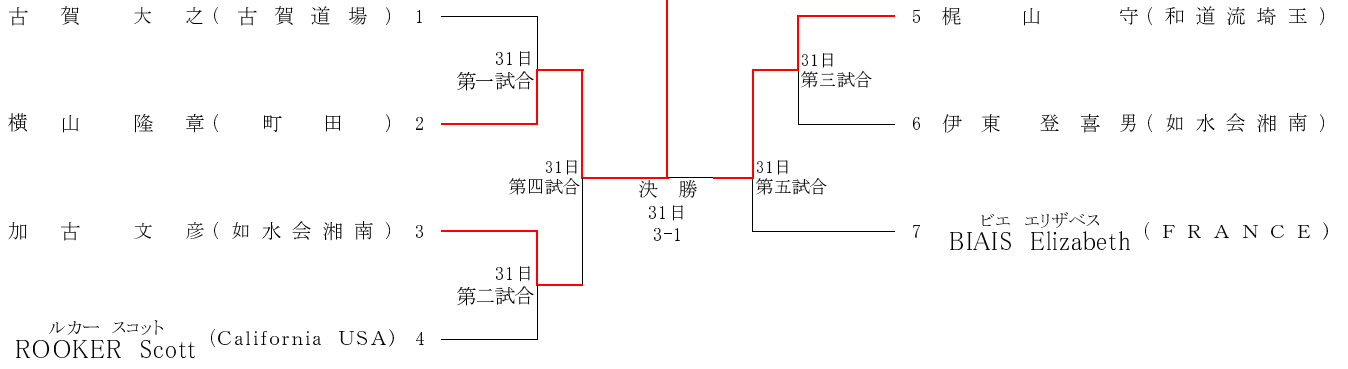 古賀大之(古賀道場) 1
31日
第一試合
横山隆章(町田) 2
31日
第四試合
加古文彦(如水会湘南) 3
31日
第二試合
ルカー スコット
ROOKER Scott (California USA) 4
決勝
31日
3-1
5 梶山守(和道流埼玉)
31日
第三試合
6 伊東登喜男(如水会湘南)
31日
第五試合
ビエ エリザベス
7 BIAIS Elizabeth (FRANCE)